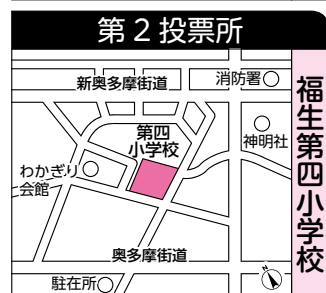 第2投票所
新奥多摩街道
消防署
福生第四小学校
第四
小学校
神明社
わかぎり
会館
奥多摩街道
駐在所
N